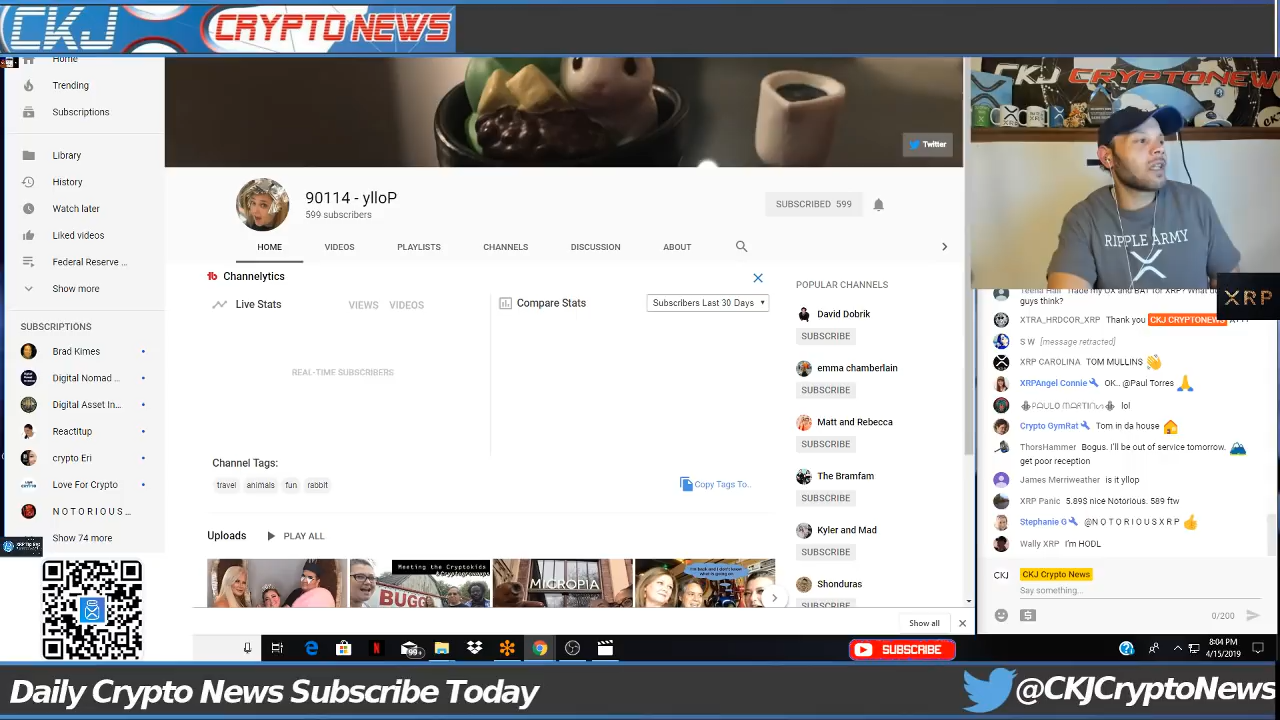 CKJ CRYPTO NEWS
Home
Trending
Subscriptions
Library
History
Watch later
Liked videos
Federal Reserve ...
Show more
SUBSCRIPTIONS
Brad Kimes
Digital Nomad ...
Digital Asset In...
Reactitup
crypto Eri
Love For Crypto
N O T O R I O U S ...
Show 74 more
Twitter
90114 - ylloP
599 subscribers
SUBSCRIBED 599
HOME VIDEOS PLAYLISTS CHANNELS DISCUSSION ABOUT
Channelytics
Live Stats VIEWS VIDEOS
REAL-TIME SUBSCRIBERS
Compare Stats Subscribers Last 30 Days
Channel Tags:
travel animals fun rabbit
Copy Tags To..
Uploads PLAY ALL
Meeting the Cryptokids
BUGG
MICROPIA
POPULAR CHANNELS
David Dobrik
SUBSCRIBE
emma chamberlain
SUBSCRIBE
Matt and Rebecca
SUBSCRIBE
The Bramfam
SUBSCRIBE
Kyler and Mad
SUBSCRIBE
Shonduras
SUBSCRIBE
Show all
CKJ CRYPTONEW
RIPPLE ARMY
XRP
guys think?
XTRA_HRDCOR_XRP Thank you CKJ CRYPTONEWS
S W [message retracted]
XRP CAROLINA TOM MULLINS
XRPAngel Connie OK.. @Paul Torres
lol
Crypto GymRat Tom in da house
ThorsHammer Bogus. I'll be out of service tomorrow.
get poor reception
James Merriweather is it yllop
XRP Panic 5.89$ nice Notorious. 589 ftw
Stephanie G @N O T O R I O U S X R P
Wally XRP I'm HODL
CKJ CKJ Crypto News
Say something...
0/200
99+
SUBSCRIBE
8:04 PM
4/15/2019
Daily Crypto News Subscribe Today
@CKJCryptoNews